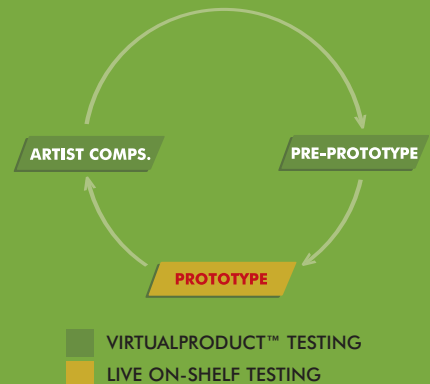 ARTIST COMPS.
PRE-PROTOTYPE
PROTOTYPE
VIRTUALPRODUCT™ TESTING
LIVE ON-SHELF TESTING